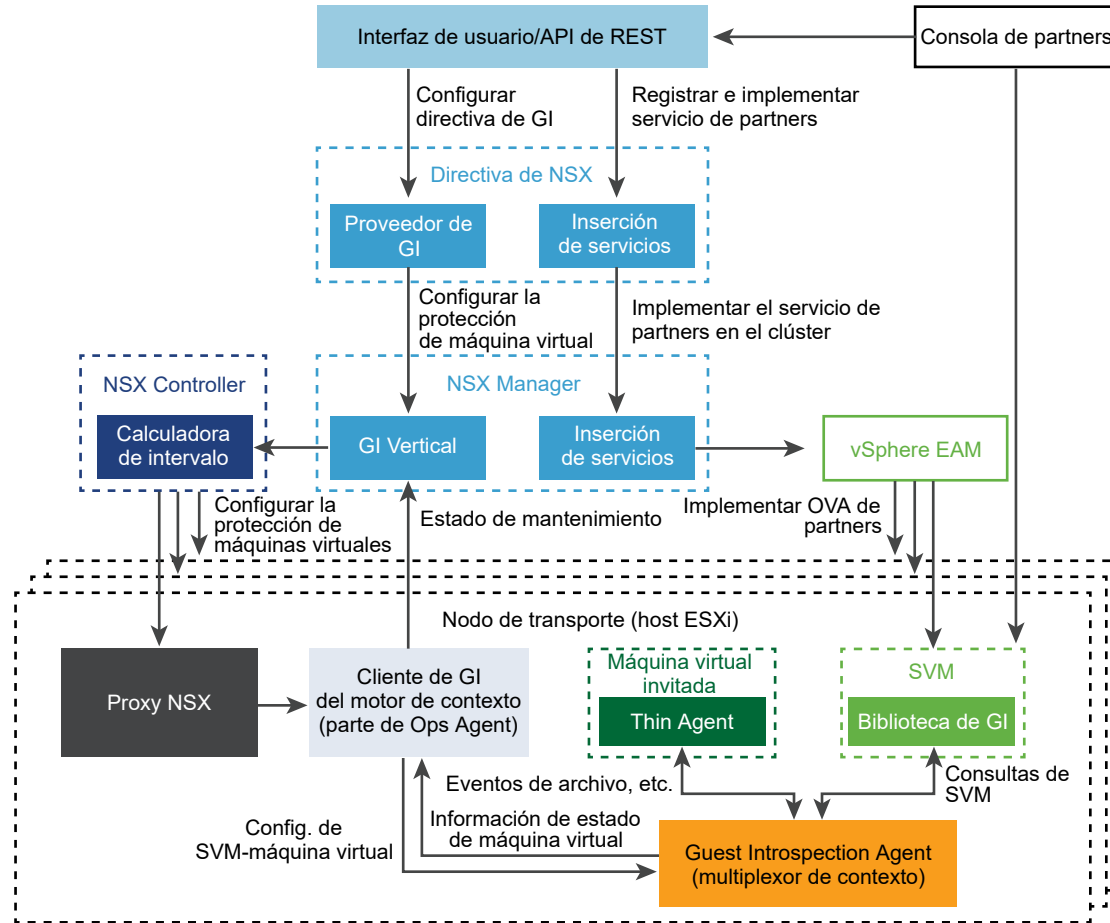 Interfaz de usuario/API de REST
Consola de partners
Configurar
directiva de GI
Registrar e implementar
servicio de partners
Directiva de NSX
Proveedor de
GI
Inserción
de servicios
Configurar la
protección
de máquina virtual
Implementar el servicio de
partners en el clúster
NSX Controller
NSX Manager
Calculadora
de intervalo
GI Vertical
Inserción
de servicios
vSphere EAM
Configurar la
protección de
máquinas virtuales
Estado de mantenimiento
Implementar OVA de
partners
Nodo de transporte (host ESXi)
Proxy NSX
Cliente de GI
del motor de contexto
(parte de Ops Agent)
Máquina virtual
invitada
Thin Agent
SVM
Biblioteca de GI
Eventos de archivo, etc.
Consultas de
SVM
Información de estado
de máquina virtual
Config. de
SVM-máquina virtual
Guest Introspection Agent
(multiplexor de contexto)